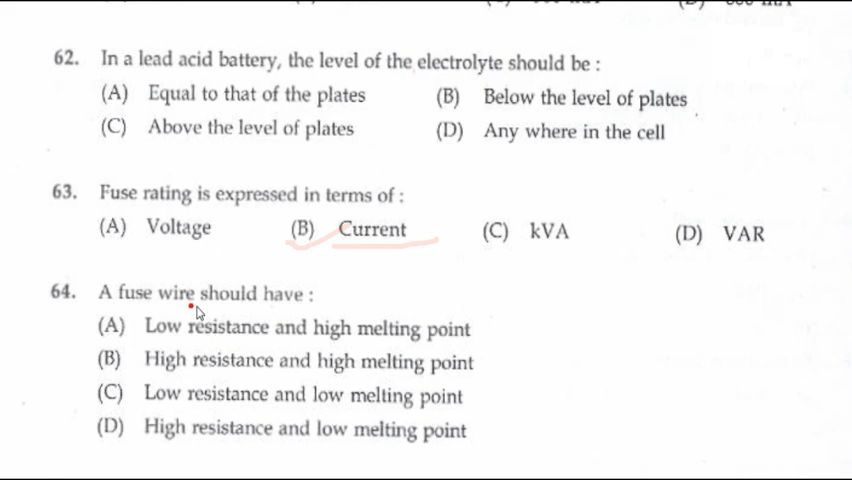 62. In a lead acid battery, the level of the electrolyte should be :
(A) Equal to that of the plates (B) Below the level of plates
(C) Above the level of plates (D) Any where in the cell
63. Fuse rating is expressed in terms of :
(A) Voltage (B) Current (C) kVA (D) VAR
64. A fuse wire should have :
(A) Low resistance and high melting point
(B) High resistance and high melting point
(C) Low resistance and low melting point
(D) High resistance and low melting point